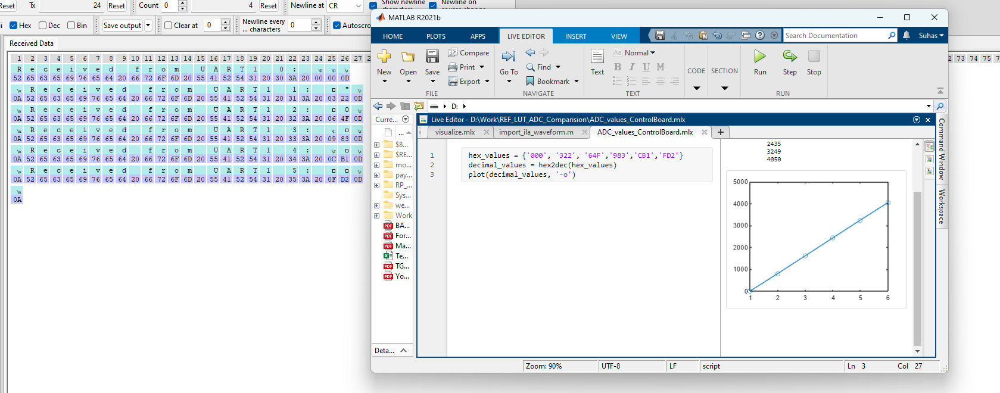 Reset Tx 24 Reset Count 0 4 Reset Newline at CR Show newline characters Newline on
Hex Dec Bin Save output Clear at 0 Newline every ... characters 0 Autoscro
Received Data
1 2 3 4 5 6 7 8 9 10 11 12 13 14 15 16 17 18 19 20 21 22 23 24 25 26 27 2
R e c e i v e d f r o m U A R T 1 0 : \n \n \r
52 65 63 65 69 76 65 64 20 66 72 6F 6D 20 55 41 52 54 31 20 30 3A 20 00 00 0D
\n R e c e i v e d f r o m U A R T 1 1 : □ " \r
0A 52 65 63 65 69 76 65 64 20 66 72 6F 6D 20 55 41 52 54 31 20 31 3A 20 03 22 0D
\n R e c e i v e d f r o m U A R T 1 2 : □ O \r
0A 52 65 63 65 69 76 65 64 20 66 72 6F 6D 20 55 41 52 54 31 20 32 3A 20 06 4F 0D
\n R e c e i v e d f r o m U A R T 1 3 : \r □ \r
0A 52 65 63 65 69 76 65 64 20 66 72 6F 6D 20 55 41 52 54 31 20 33 3A 20 09 83 0D
\n R e c e i v e d f r o m U A R T 1 4 : \r □ \r
0A 52 65 63 65 69 76 65 64 20 66 72 6F 6D 20 55 41 52 54 31 20 34 3A 20 0C B1 0D
\n R e c e i v e d f r o m U A R T 1 5 : □ □ \r
0A 52 65 63 65 69 76 65 64 20 66 72 6F 6D 20 55 41 52 54 31 20 35 3A 20 0F D2 0D
\n
0A
2 73 74 75 7
MATLAB R2021b
HOME PLOTS APPS LIVE EDITOR INSERT VIEW Search Documentation Suhas
New Open Save Compare Print Export
FILE
Go To Find Bookmark
NAVIGATE
Text Aa Normal
B I U M
TEXT
CODE SECTION
Run Step Stop
RUN
D:
Curre...
...
$8...
$RE...
mo...
pay...
RP_...
Sys...
we...
Work
BA...
For...
Ma...
Te...
TG...
Yo...
Deta...
Live Editor - D:\Work\REF_LUT_ADC_Comparision\ADC_values_ControlBoard.mlx
visualize.mlx import_ila_waveform.m ADC_values_ControlBoard.mlx +
1 hex_values = {'000', '322', '64F','983','CB1','FD2'}
2 decimal_values = hex2dec(hex_values)
3 plot(decimal_values, '-o')
2435
3249
4050
5000
4000
3000
2000
1000
0
1 2 3 4 5 6
Command Window
Workspace
Zoom: 90% UTF-8 LF script Ln 3 Col 27